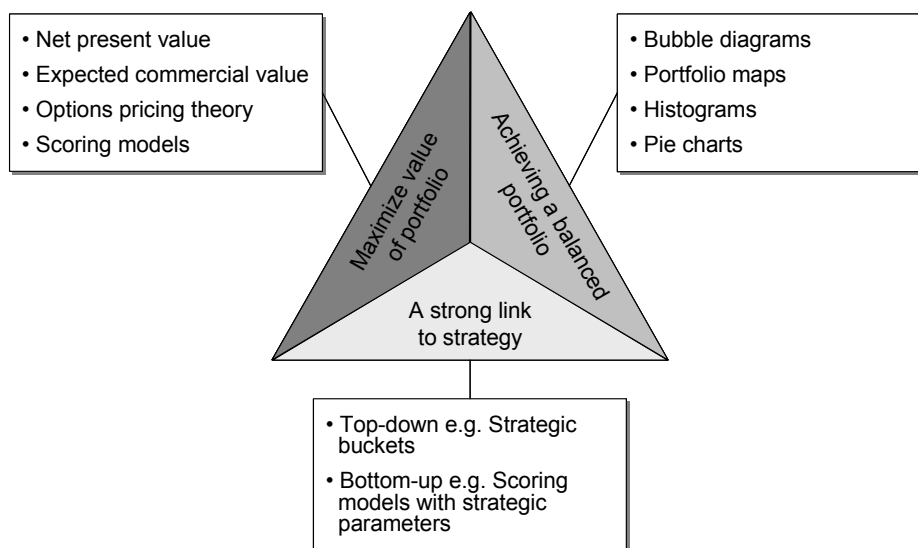 • Net present value
• Expected commercial value
• Options pricing theory
• Scoring models
• Bubble diagrams
• Portfolio maps
• Histograms
• Pie charts
Maximize value
of portfolio
Achieving a balanced
portfolio
A strong link
to strategy
• Top-down e.g. Strategic
buckets
• Bottom-up e.g. Scoring
models with strategic
parameters